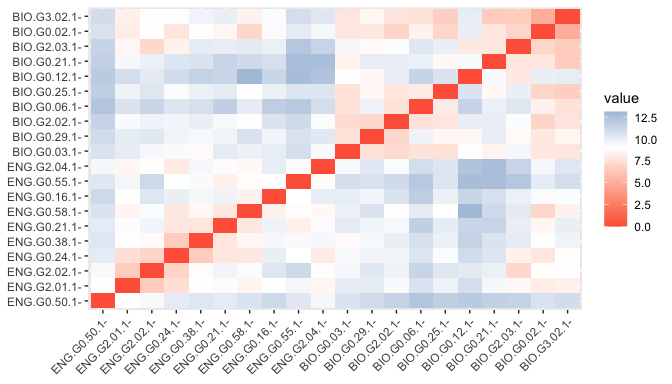 BIO.G3.02.1-
BIO.G0.02.1-
BIO.G2.03.1-
BIO.G0.21.1-
BIO.G0.12.1-
BIO.G0.25.1-
BIO.G0.06.1-
BIO.G2.02.1-
BIO.G0.29.1-
BIO.G0.03.1-
ENG.G2.04.1-
ENG.G0.55.1-
ENG.G0.16.1-
ENG.G0.58.1-
ENG.G0.21.1-
ENG.G0.38.1-
ENG.G0.24.1-
ENG.G2.02.1-
ENG.G2.01.1-
ENG.G0.50.1-
ENG.G0.50.1-
ENG.G2.01.1-
ENG.G2.02.1-
ENG.G0.24.1-
ENG.G0.38.1-
ENG.G0.21.1-
ENG.G0.58.1-
ENG.G0.16.1-
ENG.G0.55.1-
ENG.G2.04.1-
BIO.G0.03.1-
BIO.G0.29.1-
BIO.G2.02.1-
BIO.G0.06.1-
BIO.G0.25.1-
BIO.G0.12.1-
BIO.G0.21.1-
BIO.G2.03.1-
BIO.G0.02.1-
BIO.G3.02.1-
value
12.5
10.0
7.5
5.0
2.5
0.0